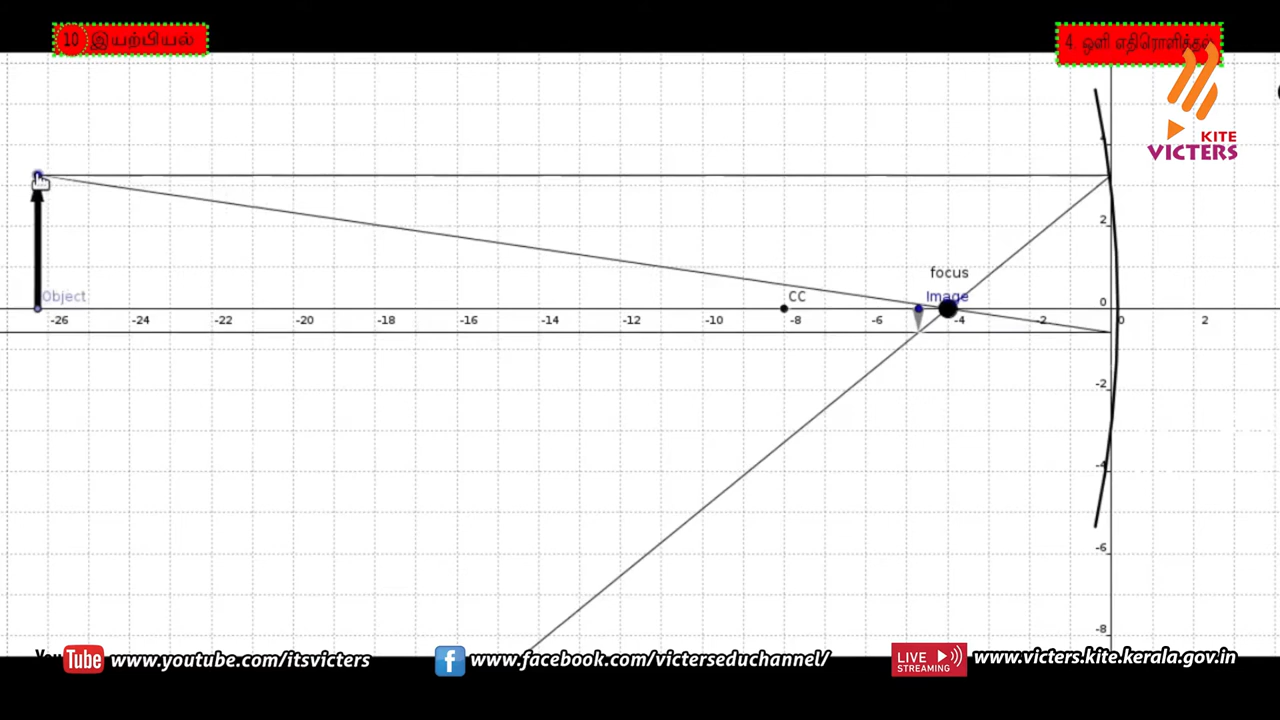 10 இயற்பியல்
4. ஒளி எதிரொளித்தல்
KITE
VICTERS
2
focus
Object
CC
Image
0
-26 -24 -22 -20 -18 -16 -14 -12 -10 -8 -6 -4 -2 0 2
-2
-4
-6
-8
You Tube www.youtube.com/itsvicters
f www.facebook.com/victerseduchannel/
LIVE STREAMING www.victers.kite.kerala.gov.in